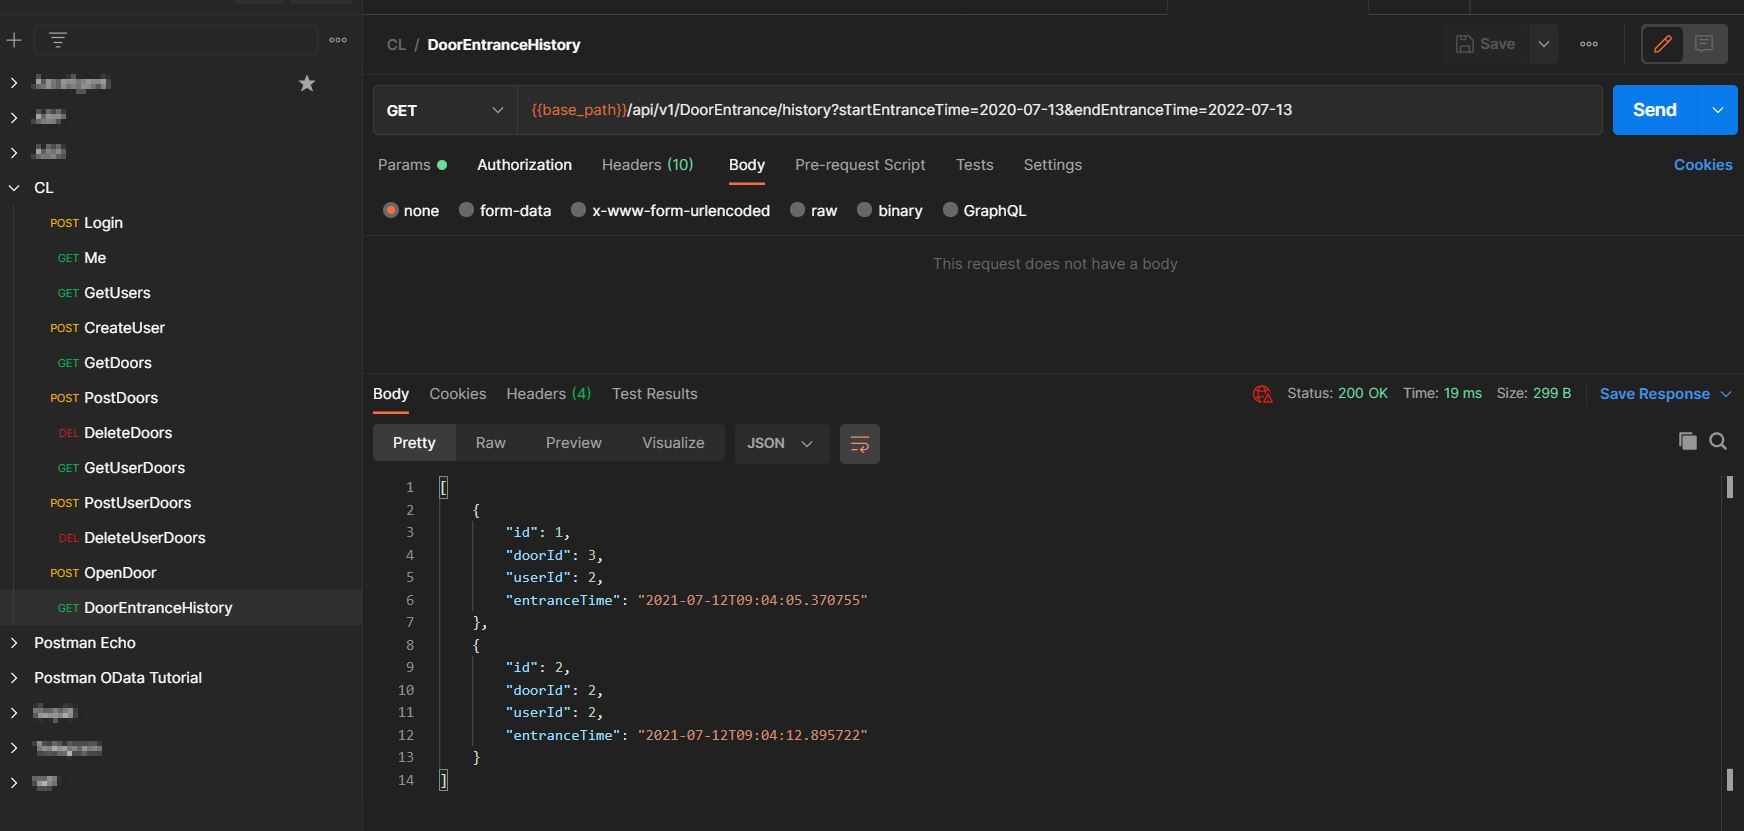 CL / DoorEntranceHistory
Save
GET
{{base_path}}/api/v1/DoorEntrance/history?startEntranceTime=2020-07-13&endEntranceTime=2022-07-13
Send
Params
Authorization
Headers (10)
Body
Pre-request Script
Tests
Settings
Cookies
none
form-data
x-www-form-urlencoded
raw
binary
GraphQL
This request does not have a body
CL
POST Login
GET Me
GET GetUsers
POST CreateUser
GET GetDoors
POST PostDoors
DEL DeleteDoors
GET GetUserDoors
POST PostUserDoors
DEL DeleteUserDoors
POST OpenDoor
GET DoorEntranceHistory
Postman Echo
Postman OData Tutorial
Body
Cookies
Headers (4)
Test Results
Status: 200 OK
Time: 19 ms
Size: 299 B
Save Response
Pretty
Raw
Preview
Visualize
JSON
1 [
2 {
3 "id": 1,
4 "doorId": 3,
5 "userId": 2,
6 "entranceTime": "2021-07-12T09:04:05.370755"
7 },
8 {
9 "id": 2,
10 "doorId": 2,
11 "userId": 2,
12 "entranceTime": "2021-07-12T09:04:12.895722"
13 }
14 ]